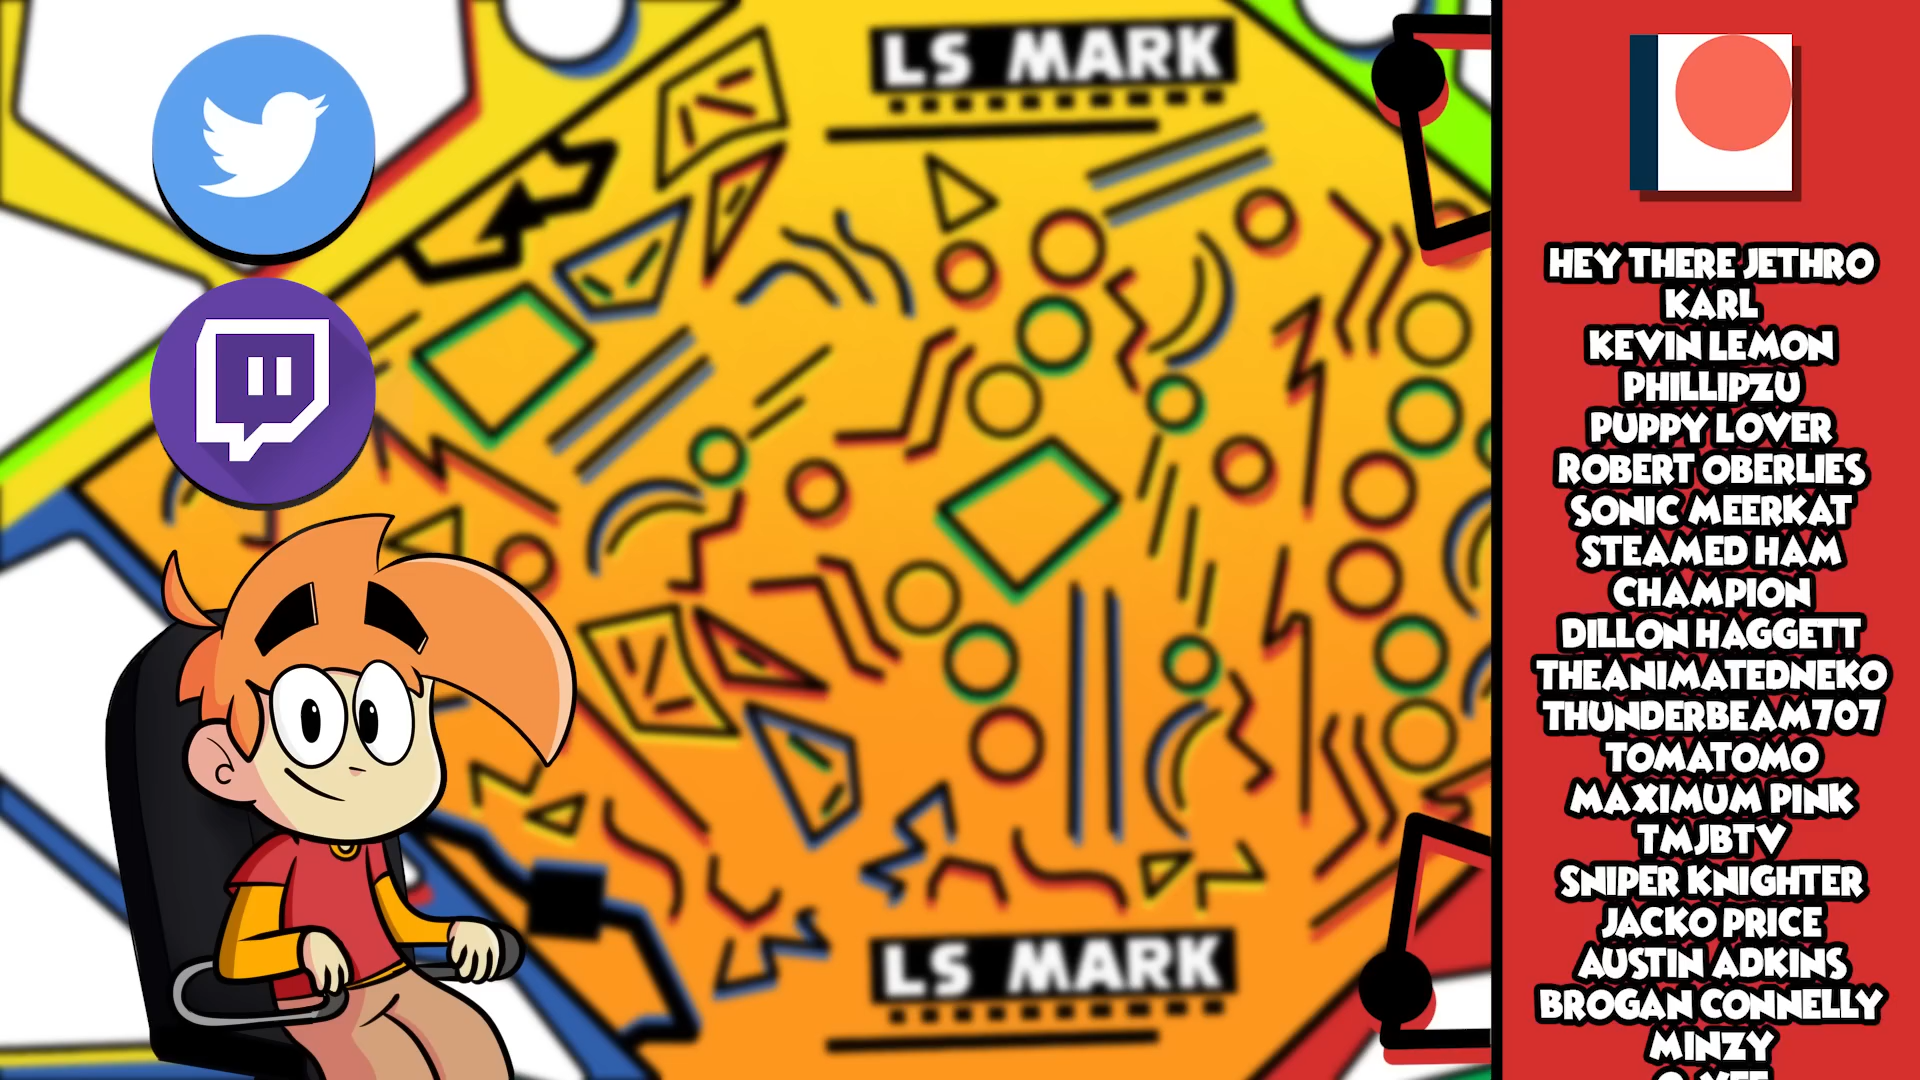 LS MARK
LS MARK
HEY THERE JETHRO
KARL
KEVIN LEMON
PHILLIPZU
PUPPY LOVER
ROBERT OBERLIES
SONIC MEERKAT
STEAMED HAM
CHAMPION
DILLON HAGGETT
THEANIMATEDNEKO
THUNDERBEAM707
TOMATOMO
MAXIMUM PINK
TMJBTV
SNIPER KNIGHTER
JACKO PRICE
AUSTIN ADKINS
BROGAN CONNELLY
MINZY